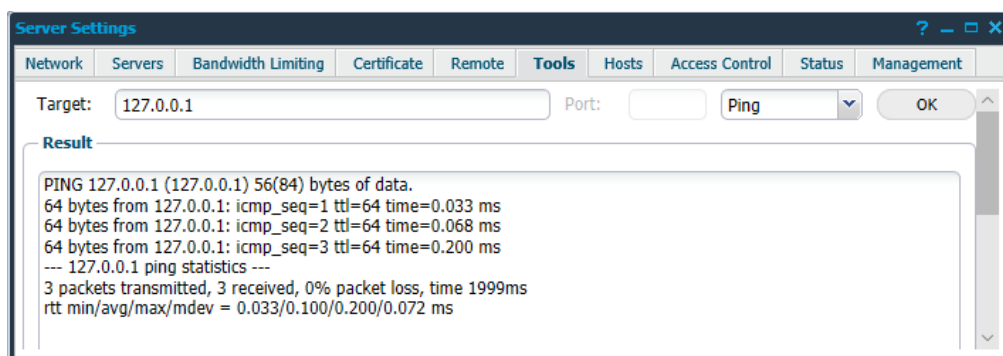 Server Settings
Network Servers Bandwidth Limiting Certificate Remote Tools Hosts Access Control Status Management
Target: 127.0.0.1 Port: Ping OK
Result
PING 127.0.0.1 (127.0.0.1) 56(84) bytes of data.
64 bytes from 127.0.0.1: icmp_seq=1 ttl=64 time=0.033 ms
64 bytes from 127.0.0.1: icmp_seq=2 ttl=64 time=0.068 ms
64 bytes from 127.0.0.1: icmp_seq=3 ttl=64 time=0.200 ms
--- 127.0.0.1 ping statistics ---
3 packets transmitted, 3 received, 0% packet loss, time 1999ms
rtt min/avg/max/mdev = 0.033/0.100/0.200/0.072 ms